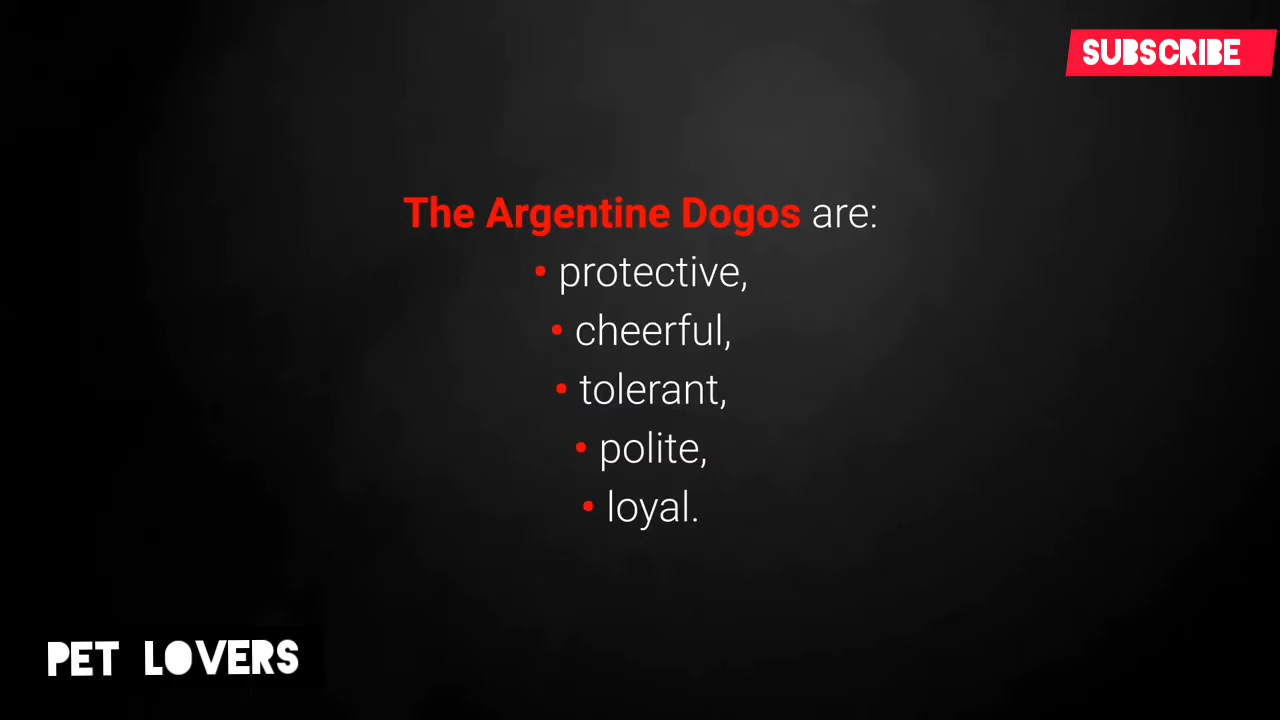 SUBSCRIBE
The Argentine Dogos are:
• protective,
• cheerful,
• tolerant,
• polite,
• loyal.
PET LOVERS